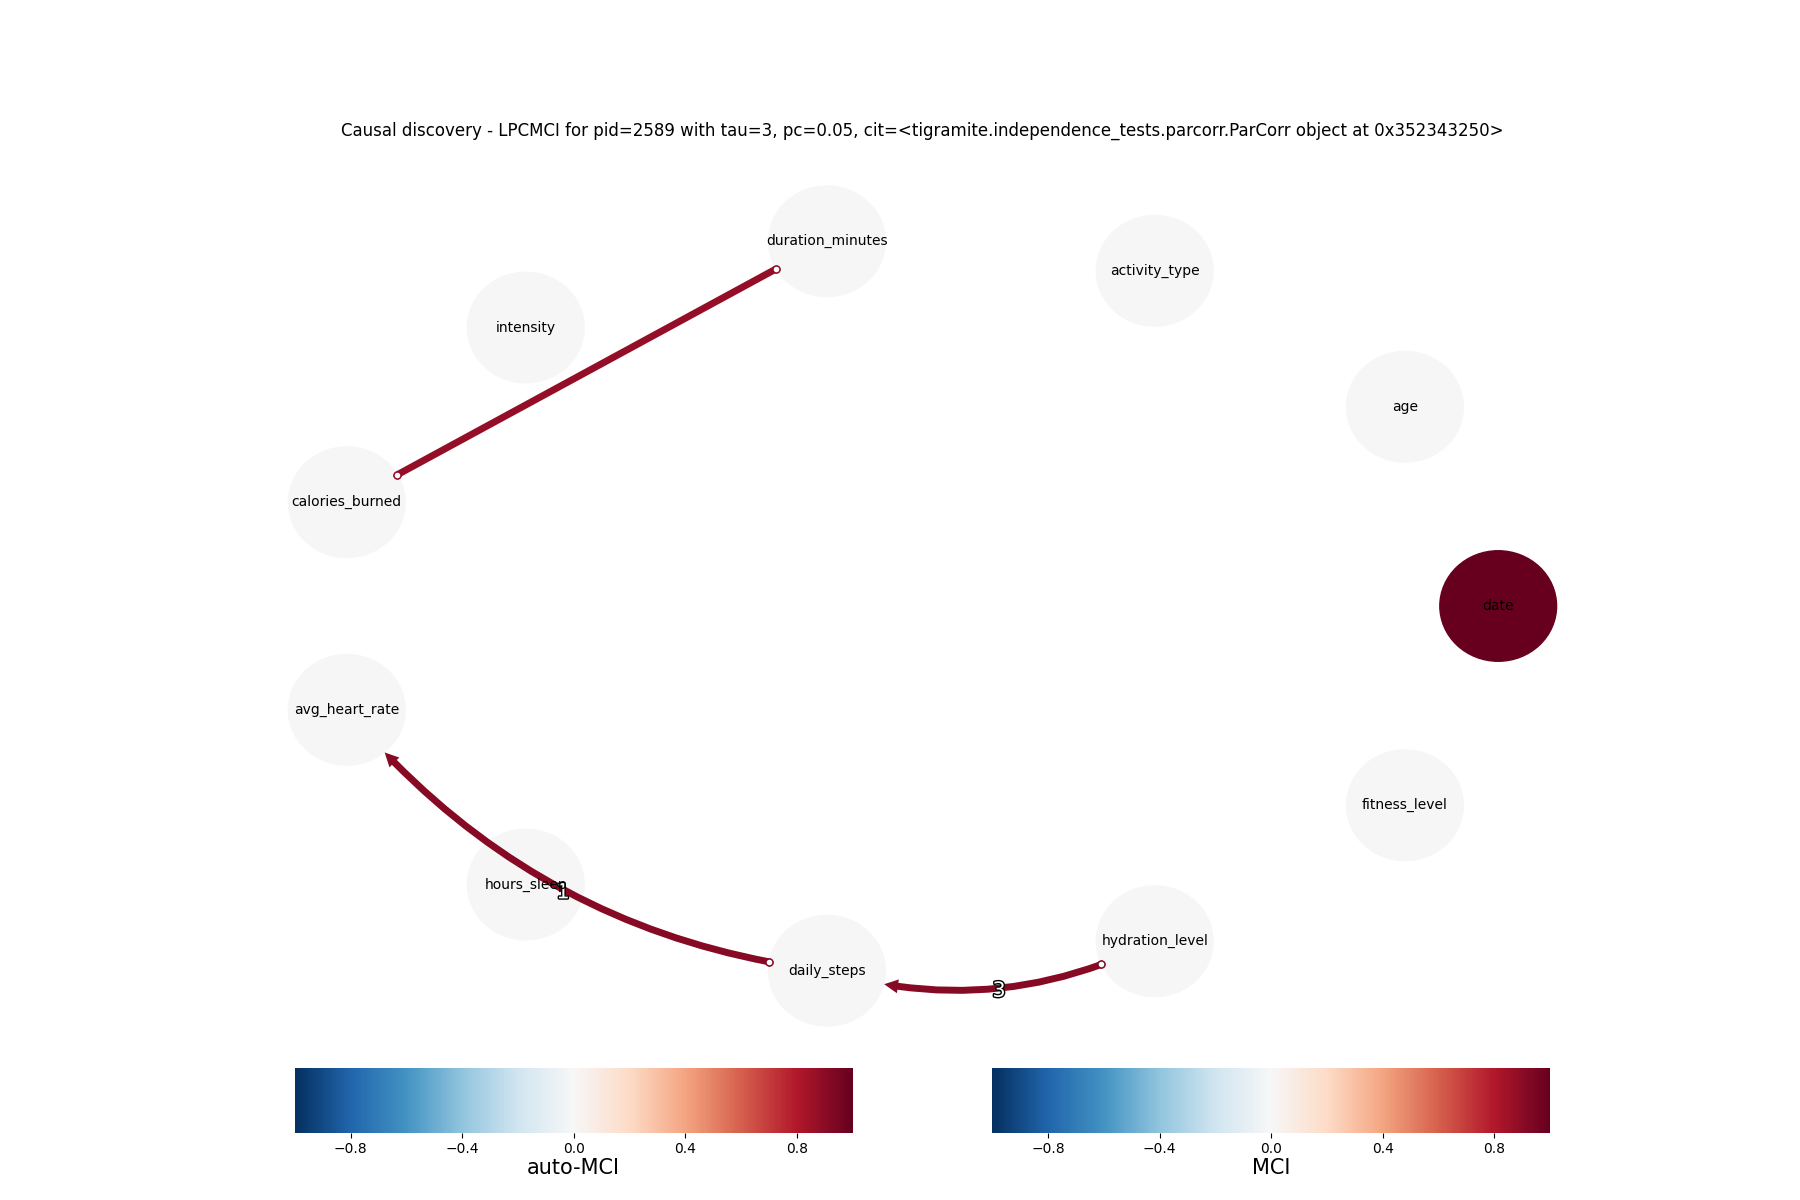 Causal discovery - LPCMCI for pid=2589 with tau=3, pc=0.05, cit=<tigramite.independence_tests.parcorr.ParCorr object at 0x352343250>
duration_minutes
activity_type
intensity
age
calories_burned
date
avg_heart_rate
fitness_level
hours_sleep
1
hydration_level
daily_steps
3
−0.8 −0.4 0.0 0.4 0.8
auto-MCI
−0.8 −0.4 0.0 0.4 0.8
MCI